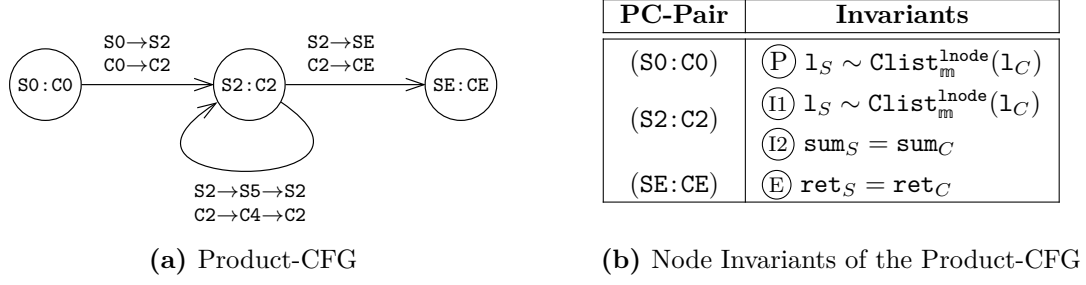 S0→S2
C0→C2
S2→SE
C2→CE
S0:C0
S2:C2
SE:CE
S2→S5→S2
C2→C4→C2
(a) Product-CFG
PC-Pair Invariants
(S0:C0) Ⓟ l_S ∼ Clist_𝕞^lnode(l_C)
(S2:C2) (I1) l_S ∼ Clist_𝕞^lnode(l_C)
(I2) sum_S = sum_C
(SE:CE) Ⓔ ret_S = ret_C
(b) Node Invariants of the Product-CFG